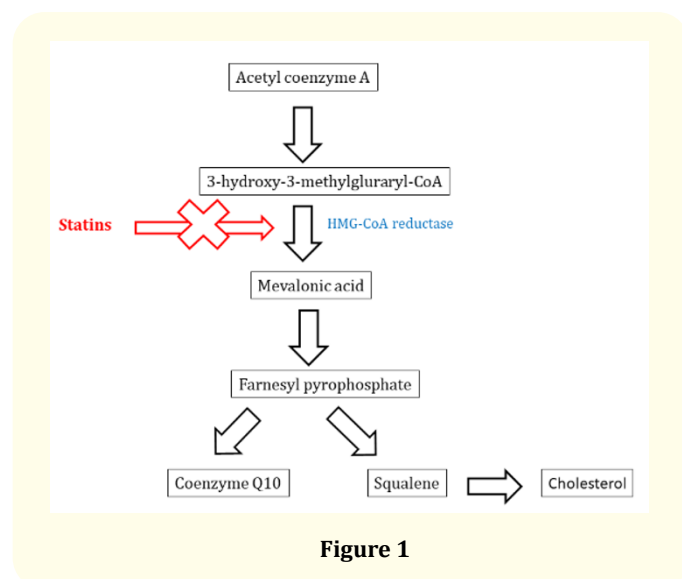 Acetyl coenzyme A
3-hydroxy-3-methylgluraryl-CoA
Statins
HMG-CoA reductase
Mevalonic acid
Farnesyl pyrophosphate
Coenzyme Q10
Squalene
Cholesterol
Figure 1